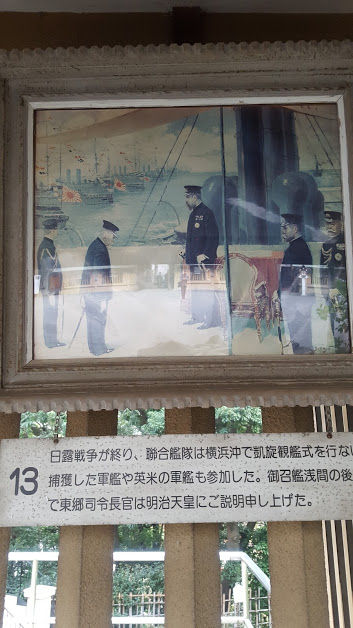 13
日露戦争が終り、聯合艦隊は横浜沖で凱旋観艦式を行ない
捕獲した軍艦や英米の軍艦も参加した。御召艦浅間の後
で東郷司令長官は明治天皇にご説明申し上げた。